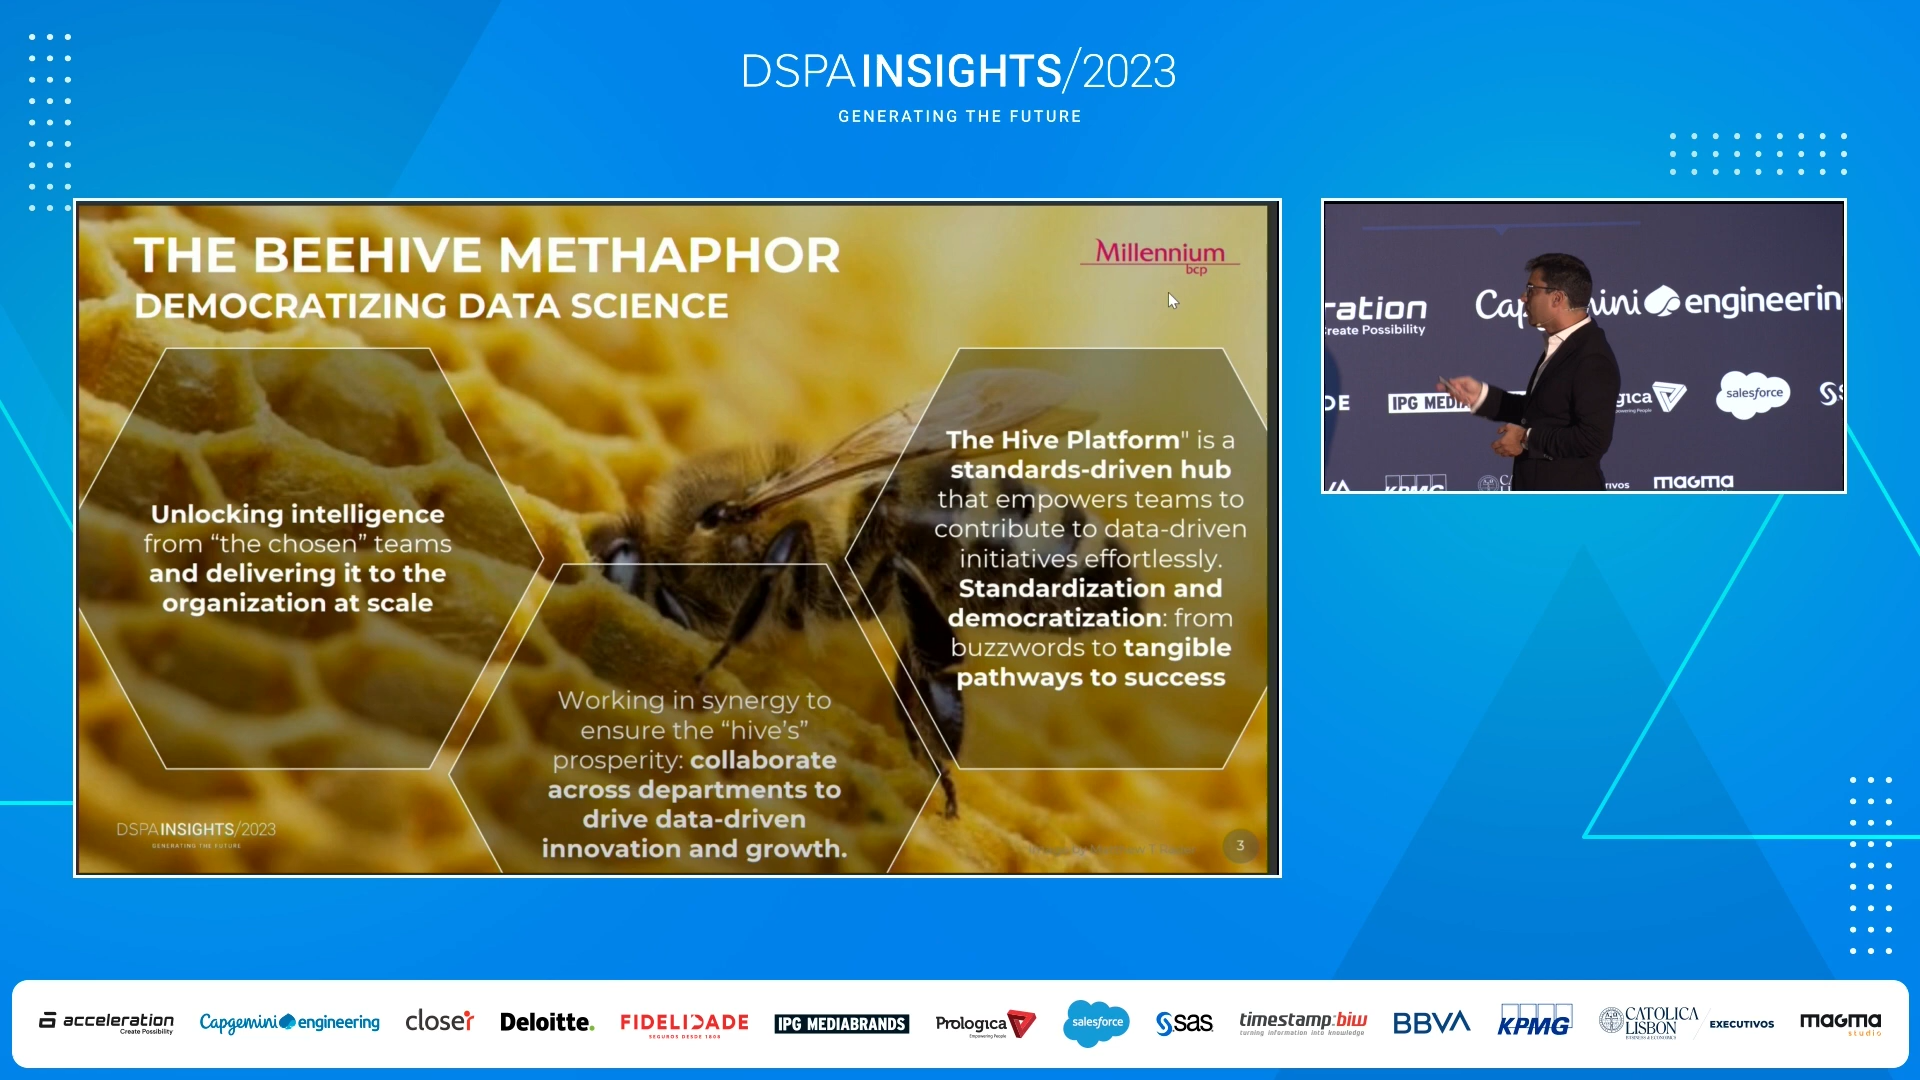 DSPAINSIGHTS/2023
GENERATING THE FUTURE
THE BEEHIVE METHAPHOR
DEMOCRATIZING DATA SCIENCE
Millennium
bcp
Unlocking intelligence
from “the chosen” teams
and delivering it to the
organization at scale
Working in synergy to
ensure the “hive’s”
prosperity: collaborate
across departments to
drive data-driven
innovation and growth.
The Hive Platform" is a
standards-driven hub
that empowers teams to
contribute to data-driven
initiatives effortlessly.
Standardization and
democratization: from
buzzwords to tangible
pathways to success
DSPAINSIGHTS/2023
GENERATING THE FUTURE
3
ration
Create Possibility
Capgemini engineerin
DE
IPG MEDIA
gica
salesforce
KPMG
magma
acceleration
Create Possibility
Capgemini engineering
closer
Deloitte.
FIDELIDADE
SEGUROS DESDE 1808
IPG MEDIABRANDS
Prologica
Empowering People
salesforce
sas
timestamp:biw
turning information into knowledge
BBVA
KPMG
CATOLICA
LISBON
BUSINESS & ECONOMICS
EXECUTIVOS
magma
studio